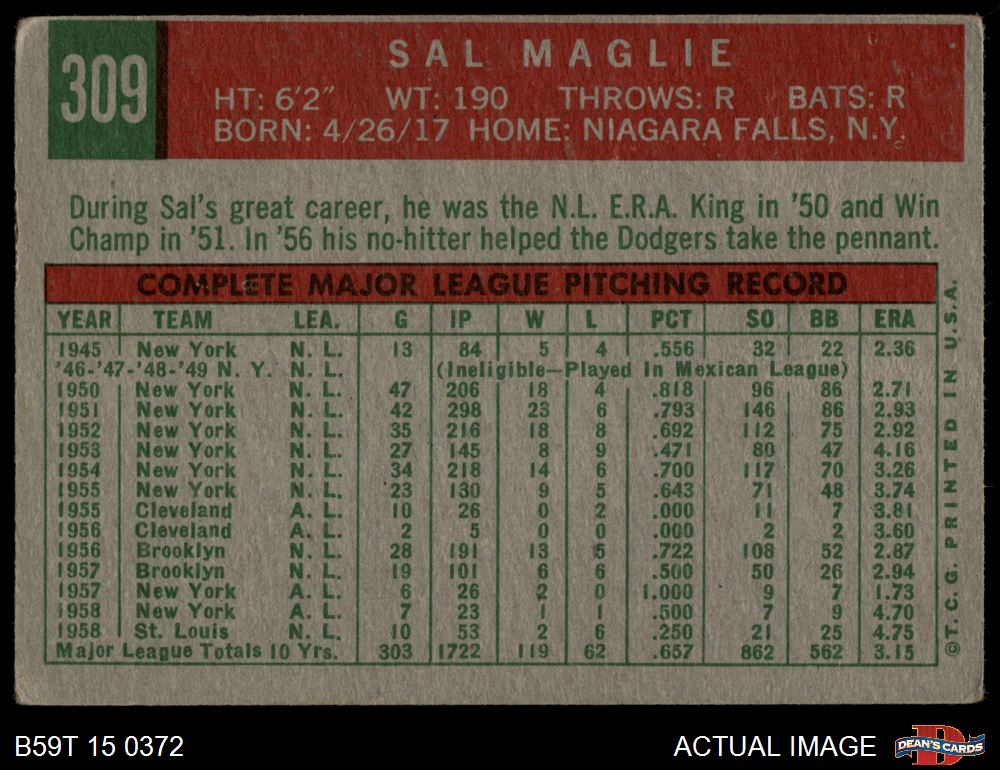 309
SAL MAGLIE
HT: 6'2" WT: 190 THROWS: R BATS: R
BORN: 4/26/17 HOME: NIAGARA FALLS, N.Y.
During Sal's great career, he was the N.L. E.R.A. King in '50 and Win
Champ in '51. In '56 his no-hitter helped the Dodgers take the pennant.
COMPLETE MAJOR LEAGUE PITCHING RECORD
YEAR TEAM LEA. G IP W L PCT SO BB ERA
1945 New York N. L. 13 84 5 4 .556 32 22 2.36
'46-'47-'48-'49 N. Y. N. L. (Ineligible—Played In Mexican League)
1950 New York N. L. 47 206 18 4 .818 96 86 2.71
1951 New York N. L. 42 298 23 6 .793 146 86 2.93
1952 New York N. L. 35 216 18 8 .692 112 75 2.92
1953 New York N. L. 27 145 8 9 .471 80 47 4.16
1954 New York N. L. 34 218 14 6 .700 117 70 3.26
1955 New York N. L. 23 130 9 5 .643 71 48 3.74
1955 Cleveland A. L. 10 26 0 2 .000 11 7 3.81
1956 Cleveland A. L. 2 5 0 0 .000 2 2 3.60
1956 Brooklyn N. L. 28 191 13 5 .722 108 52 2.87
1957 Brooklyn N. L. 19 101 6 6 .500 50 26 2.94
1957 New York A. L. 6 26 2 0 1.000 9 7 1.73
1958 New York A. L. 7 23 1 1 .500 7 9 4.70
1958 St. Louis N. L. 10 53 2 6 .250 21 25 4.75
Major League Totals 10 Yrs. 303 1722 119 62 .657 862 562 3.15
©T. C. G. PRINTED IN U.S.A.
B59T 15 0372
ACTUAL IMAGE
D
DEAN'S CARDS